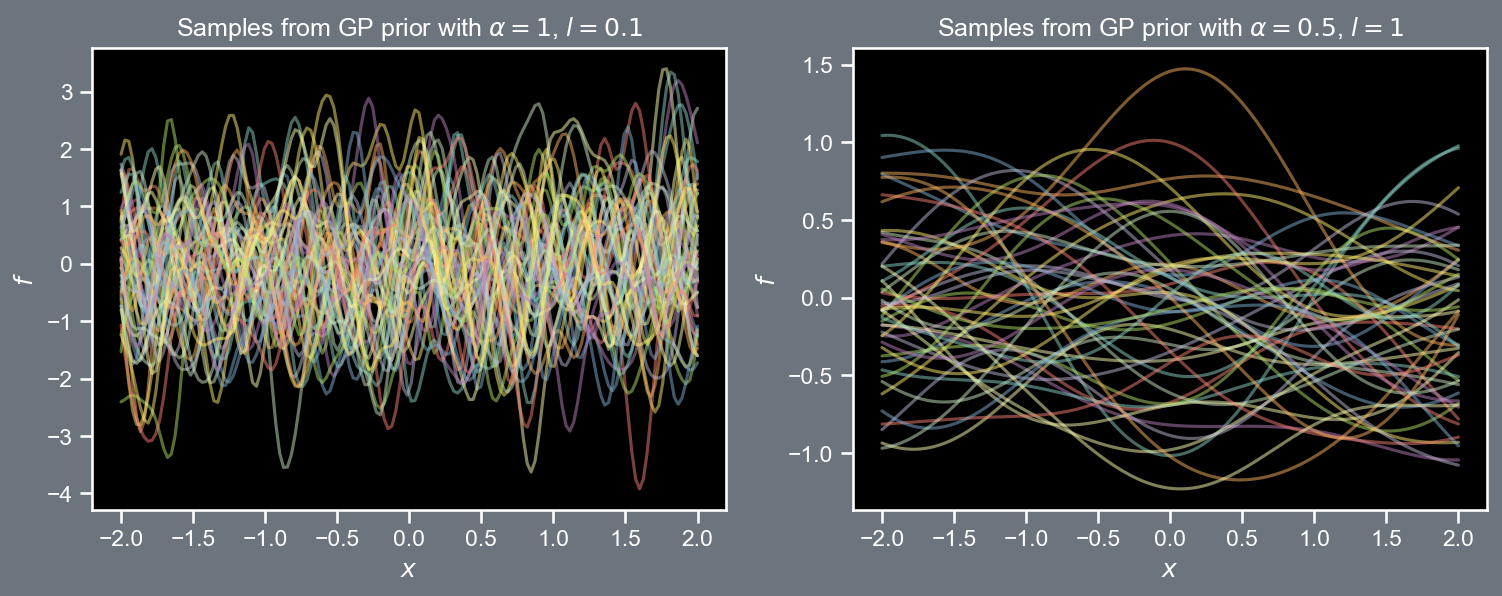 Samples from GP prior with α = 1, l = 0.1
3
2
1
0
−1
−2
−3
−4
f
−2.0 −1.5 −1.0 −0.5 0.0 0.5 1.0 1.5 2.0
x
Samples from GP prior with α = 0.5, l = 1
1.5
1.0
0.5
0.0
−0.5
−1.0
f
−2.0 −1.5 −1.0 −0.5 0.0 0.5 1.0 1.5 2.0
x